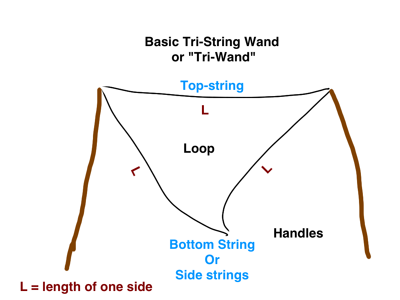 Basic Tri-String Wand
or "Tri-Wand"
Top-string
L
Loop
L
L
Handles
Bottom String
Or
Side strings
L = length of one side